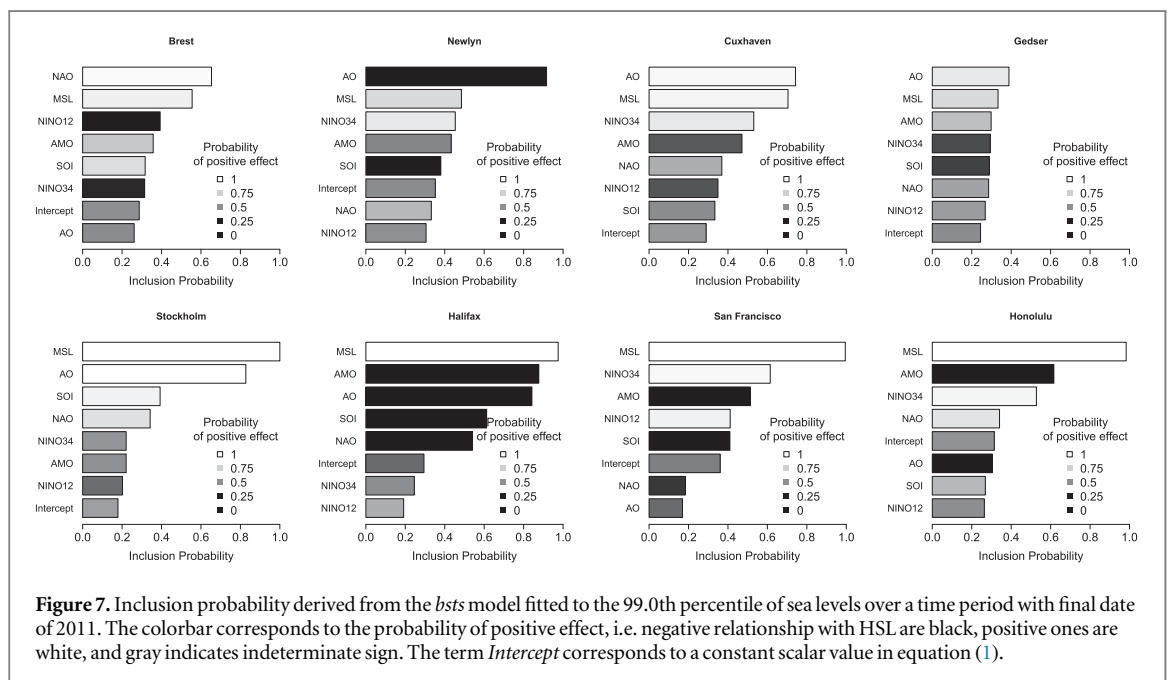 Brest
NAO
MSL
NINO12
AMO
SOI
NINO34
Intercept
AO
Probability
of positive effect
1
0.75
0.5
0.25
0
0.0 0.2 0.4 0.6 0.8 1.0
Inclusion Probability
Newlyn
AO
MSL
NINO34
AMO
SOI
Intercept
NAO
NINO12
Probability
of positive effect
1
0.75
0.5
0.25
0
0.0 0.2 0.4 0.6 0.8 1.0
Inclusion Probability
Cuxhaven
AO
MSL
NINO34
AMO
NAO
NINO12
SOI
Intercept
Probability
of positive effect
1
0.75
0.5
0.25
0
0.0 0.2 0.4 0.6 0.8 1.0
Inclusion Probability
Gedser
AO
MSL
AMO
NINO34
SOI
NAO
NINO12
Intercept
Probability
of positive effect
1
0.75
0.5
0.25
0
0.0 0.2 0.4 0.6 0.8 1.0
Inclusion Probability
Stockholm
MSL
AO
SOI
NAO
NINO34
AMO
NINO12
Intercept
Probability
of positive effect
1
0.75
0.5
0.25
0
0.0 0.2 0.4 0.6 0.8 1.0
Inclusion Probability
Halifax
MSL
AMO
AO
SOI
NAO
Intercept
NINO34
NINO12
Probability
of positive effect
1
0.75
0.5
0.25
0
0.0 0.2 0.4 0.6 0.8 1.0
Inclusion Probability
San Francisco
MSL
NINO34
AMO
NINO12
SOI
Intercept
NAO
AO
Probability
of positive effect
1
0.75
0.5
0.25
0
0.0 0.2 0.4 0.6 0.8 1.0
Inclusion Probability
Honolulu
MSL
AMO
NINO34
NAO
Intercept
AO
SOI
NINO12
Probability
of positive effect
1
0.75
0.5
0.25
0
0.0 0.2 0.4 0.6 0.8 1.0
Inclusion Probability
Figure 7. Inclusion probability derived from the bsts model fitted to the 99.0th percentile of sea levels over a time period with final date
of 2011. The colorbar corresponds to the probability of positive effect, i.e. negative relationship with HSL are black, positive ones are
white, and gray indicates indeterminate sign. The term Intercept corresponds to a constant scalar value in equation (1).